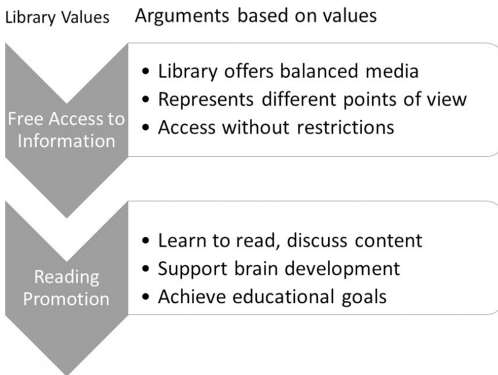 Library Values
Arguments based on values
Free Access to
Information
• Library offers balanced media
• Represents different points of view
• Access without restrictions
Reading
Promotion
• Learn to read, discuss content
• Support brain development
• Achieve educational goals